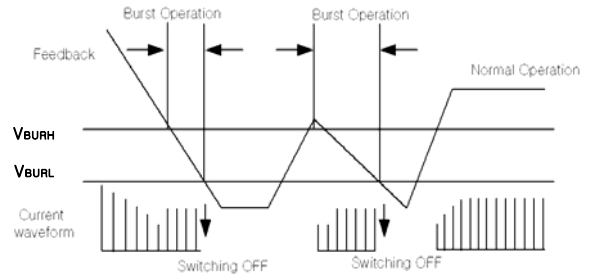 Burst Operation
Burst Operation
Feedback
Normal Operation
VBURH
VBURL
Current
waveform
Switching OFF
Switching OFF